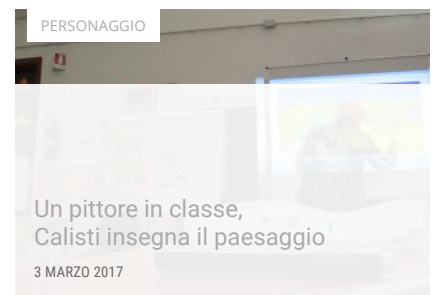 PERSONAGGIO
Un pittore in classe,
Calisti insegna il paesaggio
3 MARZO 2017